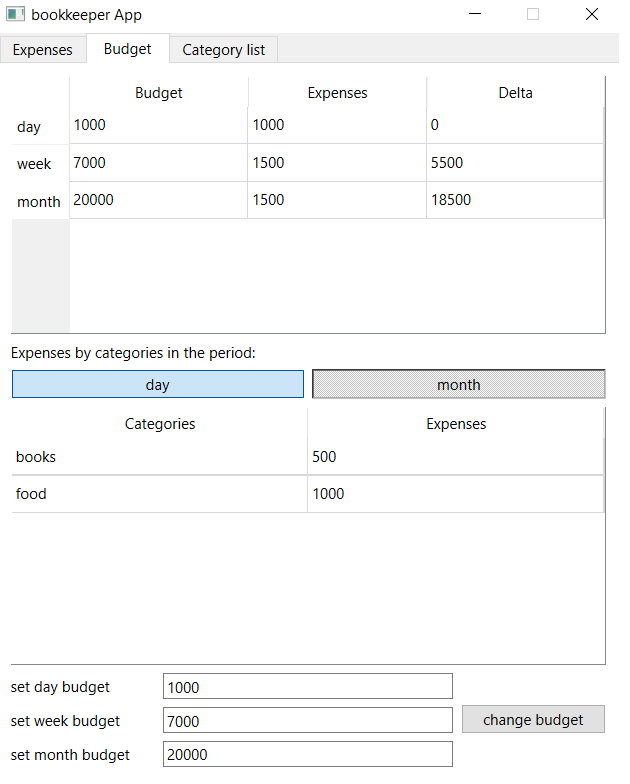 bookkeeper App
Expenses Budget Category list
Budget Expenses Delta
day 1000 1000 0
week 7000 1500 5500
month 20000 1500 18500
Expenses by categories in the period:
day month
Categories Expenses
books 500
food 1000
set day budget 1000
set week budget 7000 change budget
set month budget 20000